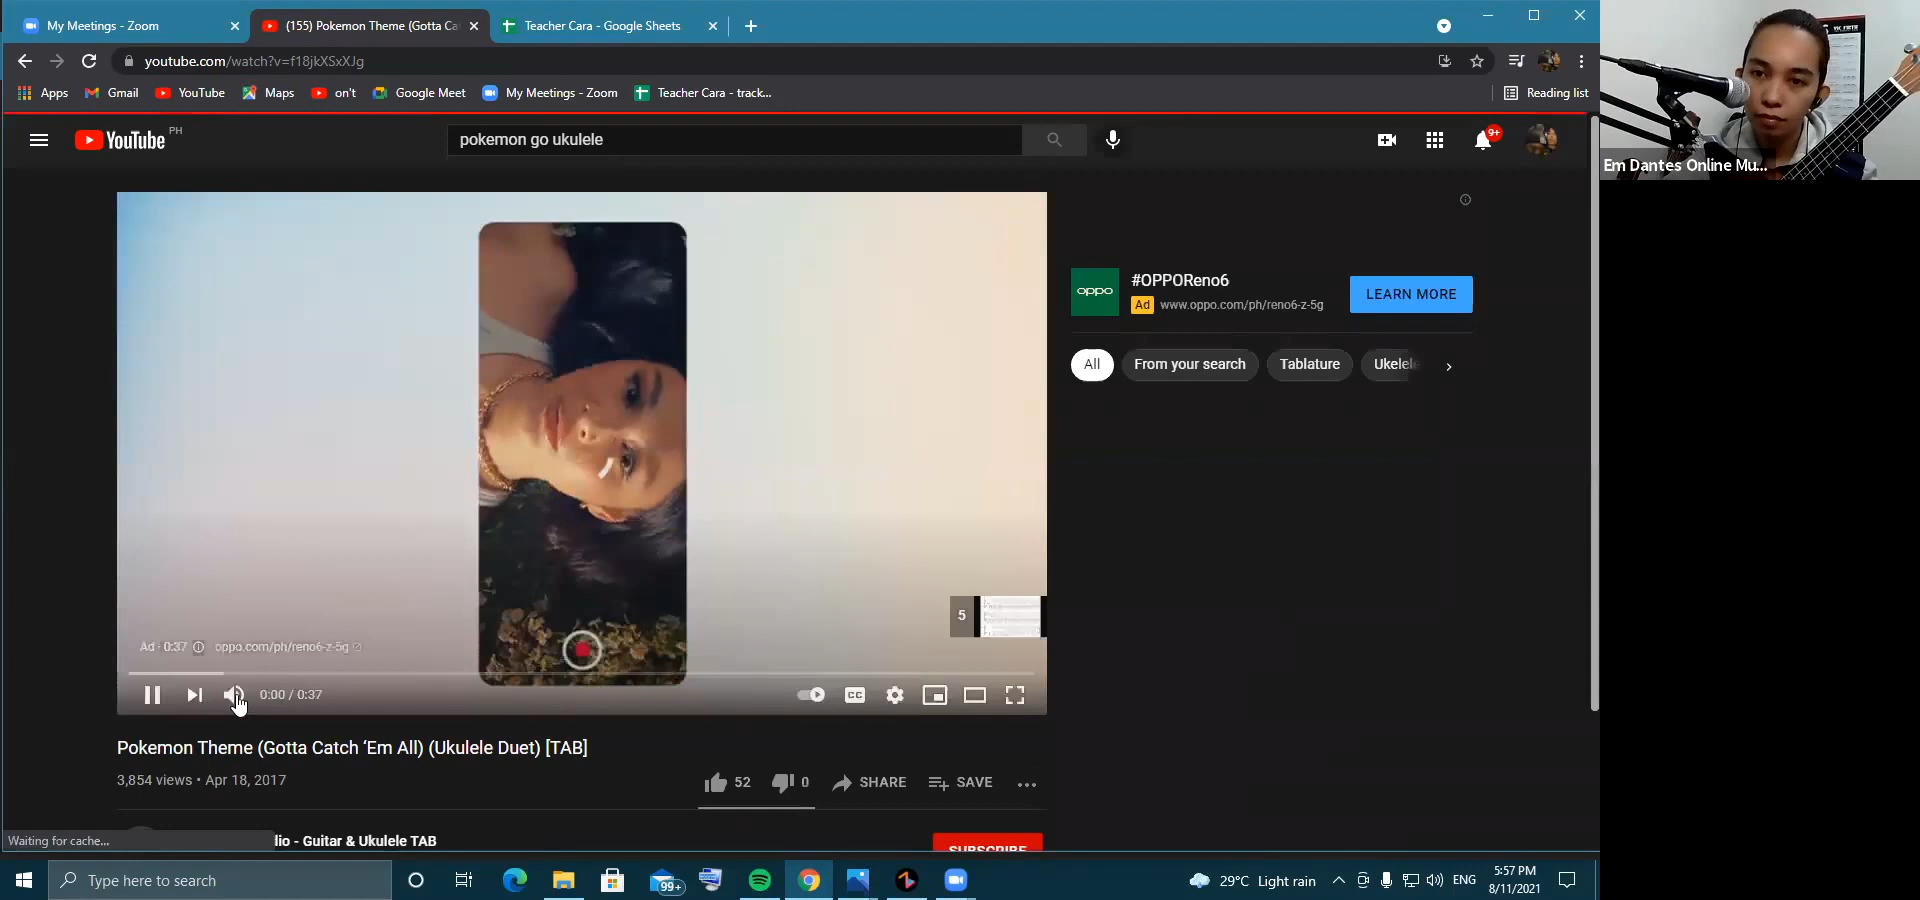 My Meetings - Zoom
(155) Pokemon Theme (Gotta Ca
Teacher Cara - Google Sheets
youtube.com/watch?v=f18jkXSxXJg
Apps
Gmail
YouTube
Maps
on't
Google Meet
My Meetings - Zoom
Teacher Cara - track...
Reading list
YouTube PH
pokemon go ukulele
9+
Em Dantes Online Mu...
#OPPOReno6
oppo
Ad www.oppo.com/ph/reno6-z-5g
LEARN MORE
All
From your search
Tablature
Ukelele
5
Ad · 0:37
oppo.com/ph/reno6-z-5g
0:00 / 0:37
CC
Pokemon Theme (Gotta Catch ‘Em All) (Ukulele Duet) [TAB]
3,854 views • Apr 18, 2017
52
0
SHARE
SAVE
Waiting for cache...
dio - Guitar & Ukulele TAB
SUBSCRIBE
Type here to search
99+
29°C Light rain
ENG
5:57 PM
8/11/2021